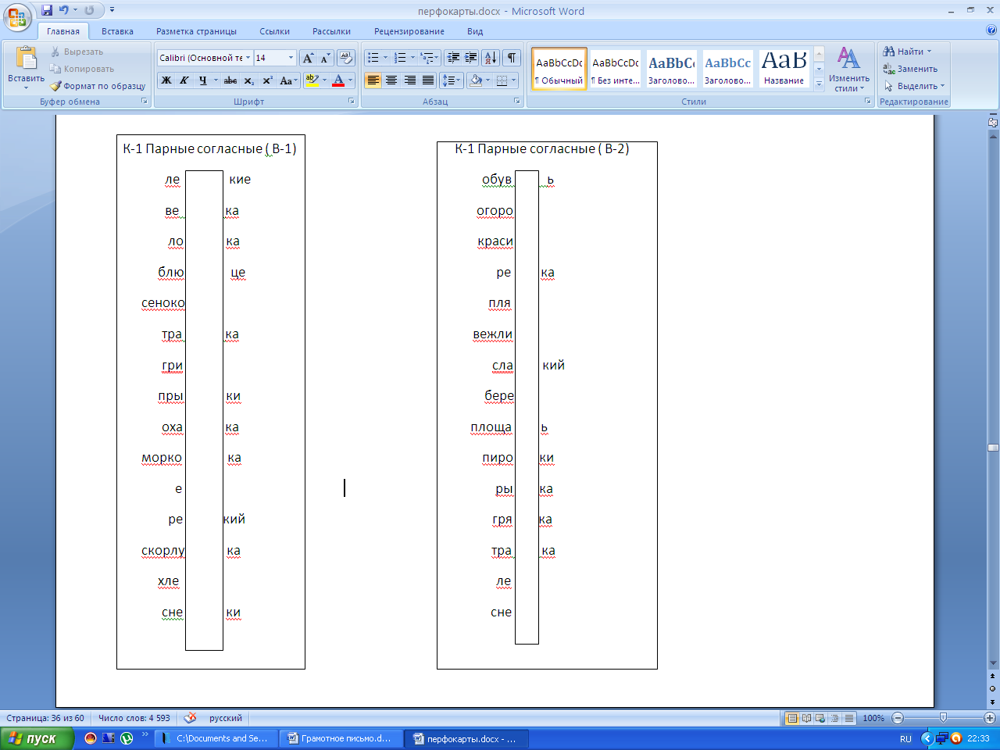 перфокарты.docx - Microsoft Word
Главная Вставка Разметка страницы Ссылки Рассылки Рецензирование Вид
Вставить
Вырезать
Копировать
Формат по образцу
Буфер обмена
Calibri (Основной те 14
Ж К Ч abc x₂ x² Aa
Шрифт
Абзац
AaBbCcDc AaBbCcDc AaBbC AaBbCc AaB
¶ Обычный ¶ Без инте... Заголово... Заголово... Название
Изменить стили
Стили
Найти
Заменить
Выделить
Редактирование
К-1 Парные согласные ( В-1)
ле кие
ве ка
ло ка
блю це
сеноко
тра ка
гри
пры ки
оха ка
морко ка
е
ре кий
скорлу ка
хле
сне ки
К-1 Парные согласные ( В-2)
обув ь
огоро
краси
ре ка
пля
вежли
сла кий
бере
площа ь
пиро ки
ры ка
гря ка
тра ка
ле
сне
Страница: 36 из 60 Число слов: 4 593 русский 100%
пуск C:\Documents and Se... Грамотное письмо.d... перфокарты.docx - ... RU 22:33